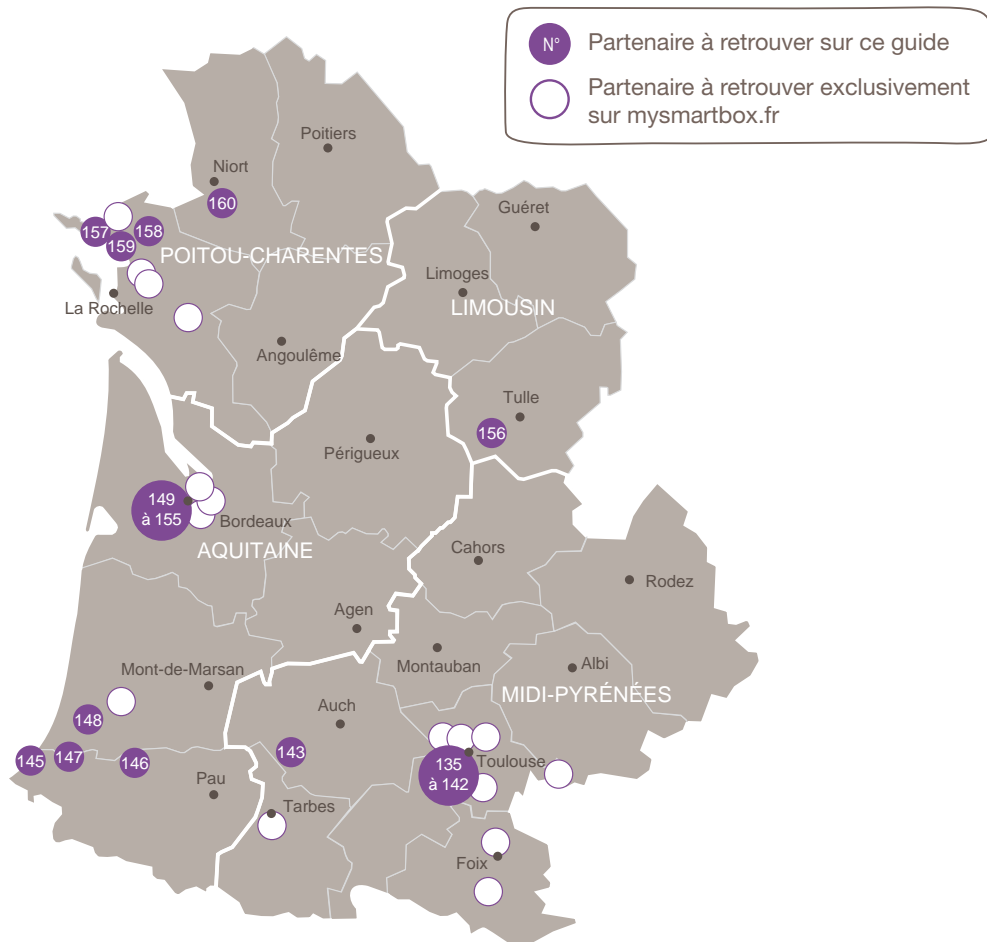 N° Partenaire à retrouver sur ce guide
Partenaire à retrouver exclusivement
sur mysmartbox.fr
Poitiers
Niort
160
Guéret
157
158
159
POITOU-CHARENTES
Limoges
La Rochelle
LIMOUSIN
Angoulême
Tulle
156
Périgueux
149
à 155
Bordeaux
AQUITAINE
Cahors
Rodez
Agen
Montauban
Albi
Mont-de-Marsan
MIDI-PYRÉNÉES
Auch
148
143
147
145
146
135
à 142
Toulouse
Pau
Tarbes
Foix